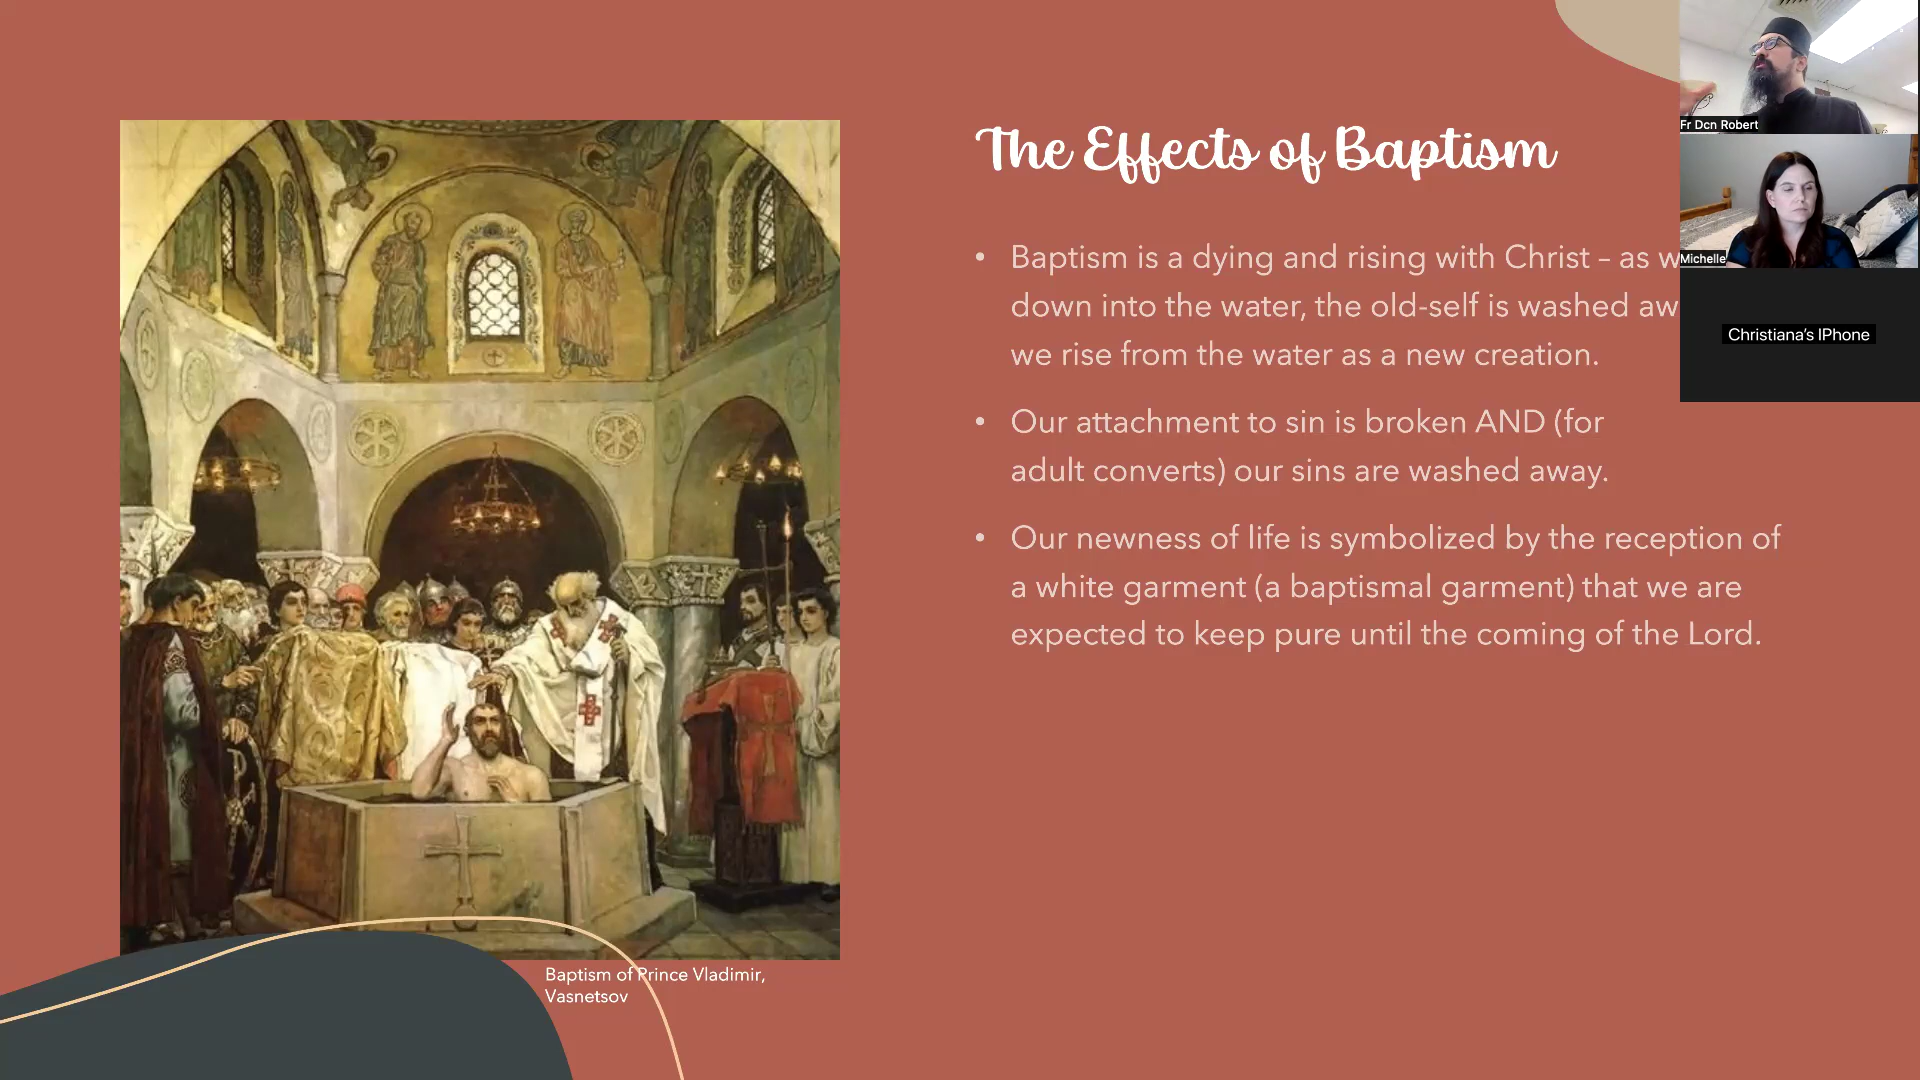 The Effects of Baptism
• Baptism is a dying and rising with Christ – as
down into the water, the old-self is washed
we rise from the water as a new creation.
• Our attachment to sin is broken AND (for
adult converts) our sins are washed away.
• Our newness of life is symbolized by the reception of
a white garment (a baptismal garment) that we are
expected to keep pure until the coming of the Lord.
Baptism of Prince Vladimir,
Vasnetsov
Fr Dcn Robert
Michelle
Christiana's IPhone